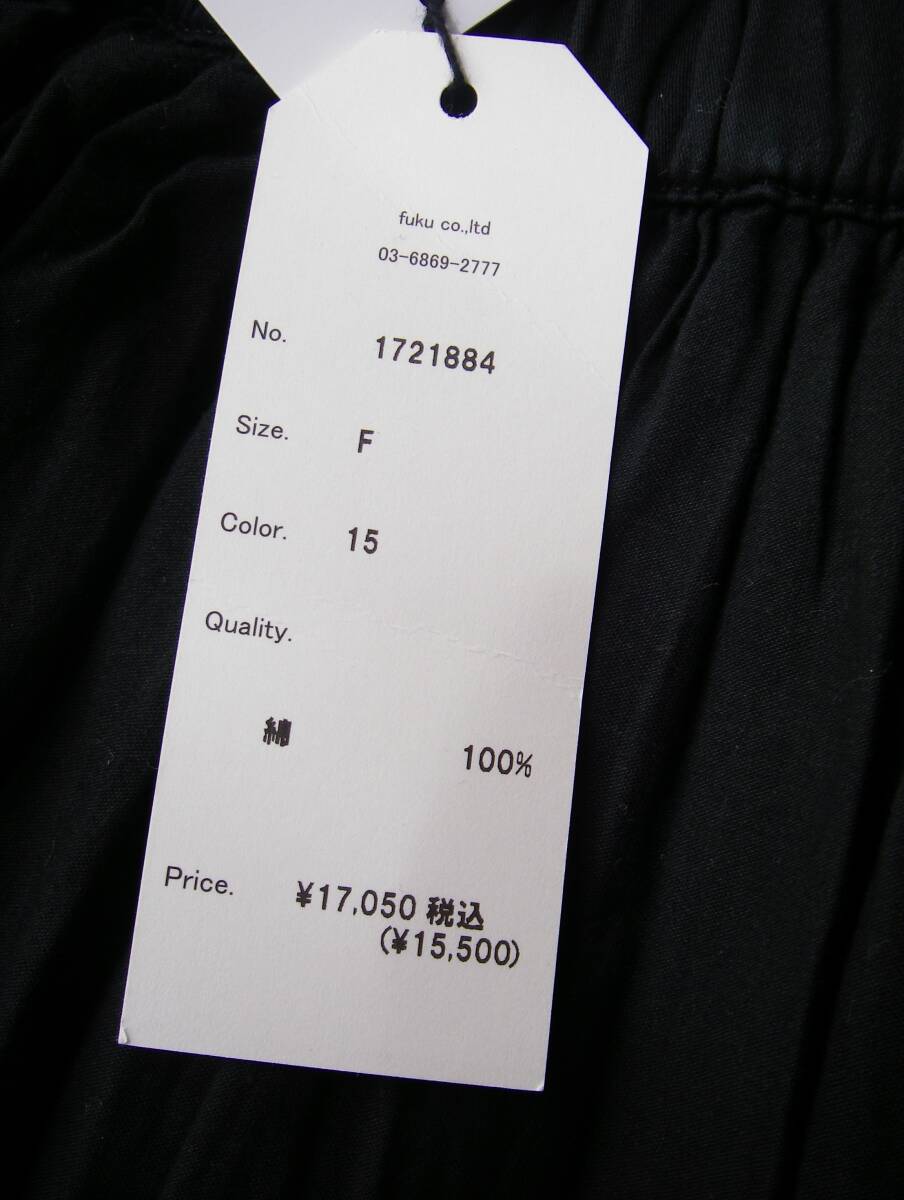 fuku co.,ltd
03-6869-2777
No. 1721884
Size. F
Color. 15
Quality.
綿 100%
Price. ¥17,050 税込
(¥15,500)